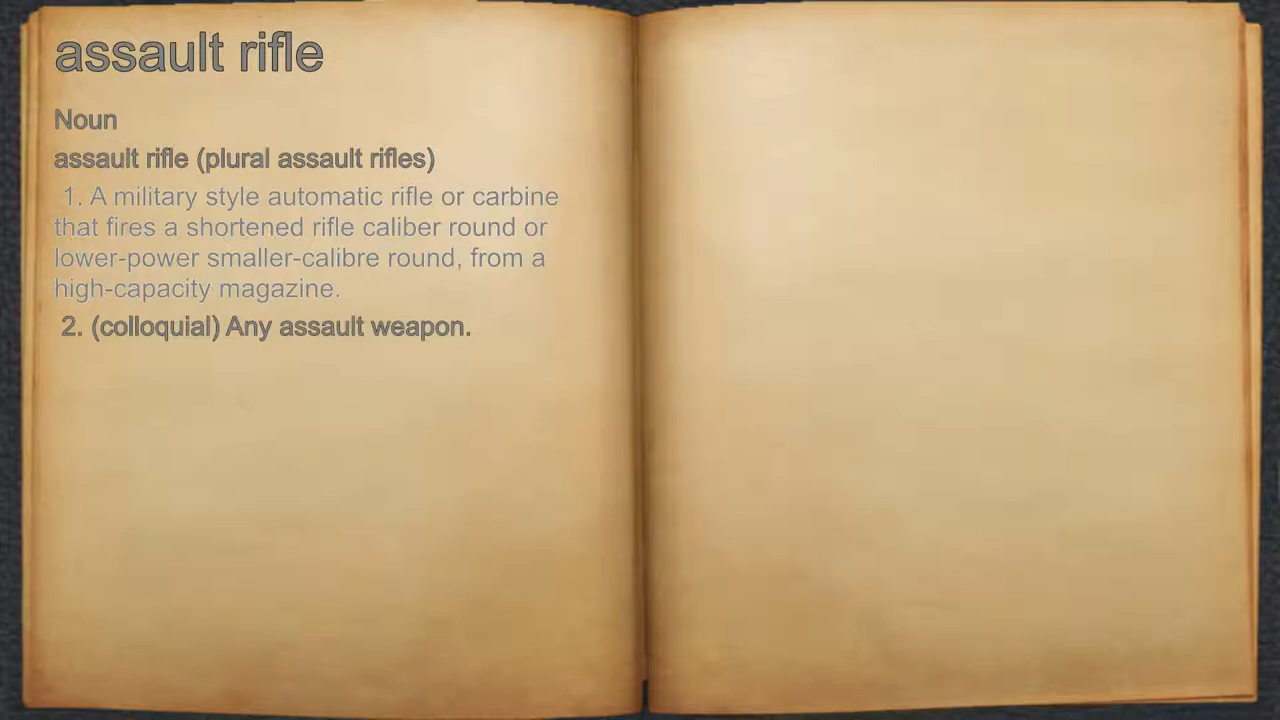 assault rifle
Noun
assault rifle (plural assault rifles)
1. A military style automatic rifle or carbine
that fires a shortened rifle caliber round or
lower-power smaller-calibre round, from a
high-capacity magazine.
2. (colloquial) Any assault weapon.